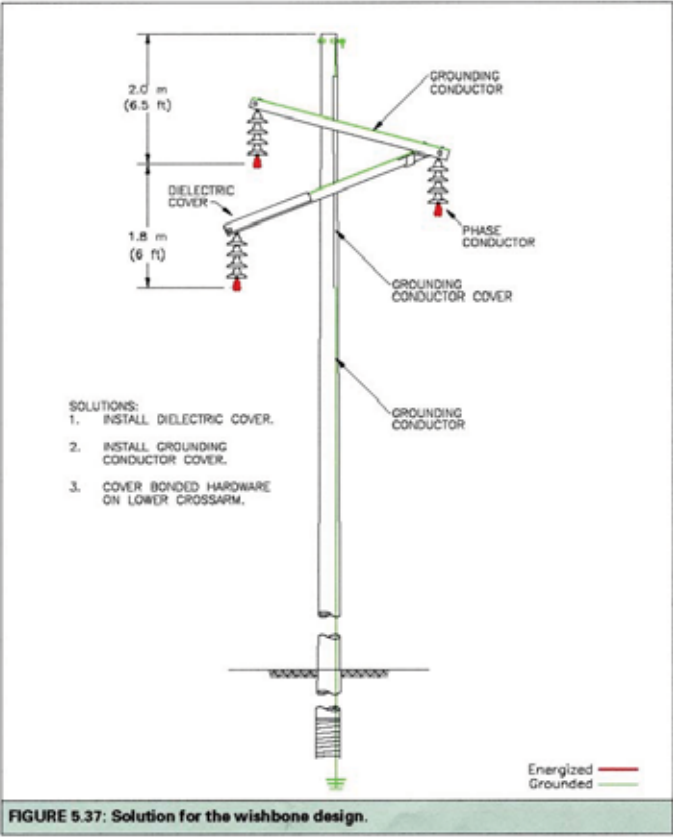 2.0 m
(6.5 ft)
GROUNDING
CONDUCTOR
DIELECTRIC
COVER
1.8 m
(6 ft)
PHASE
CONDUCTOR
GROUNDING
CONDUCTOR COVER
GROUNDING
CONDUCTOR
SOLUTIONS:
1. INSTALL DIELECTRIC COVER.
2. INSTALL GROUNDING
CONDUCTOR COVER.
3. COVER BONDED HARDWARE
ON LOWER CROSSARM.
Energized
Grounded
FIGURE 5.37: Solution for the wishbone design.